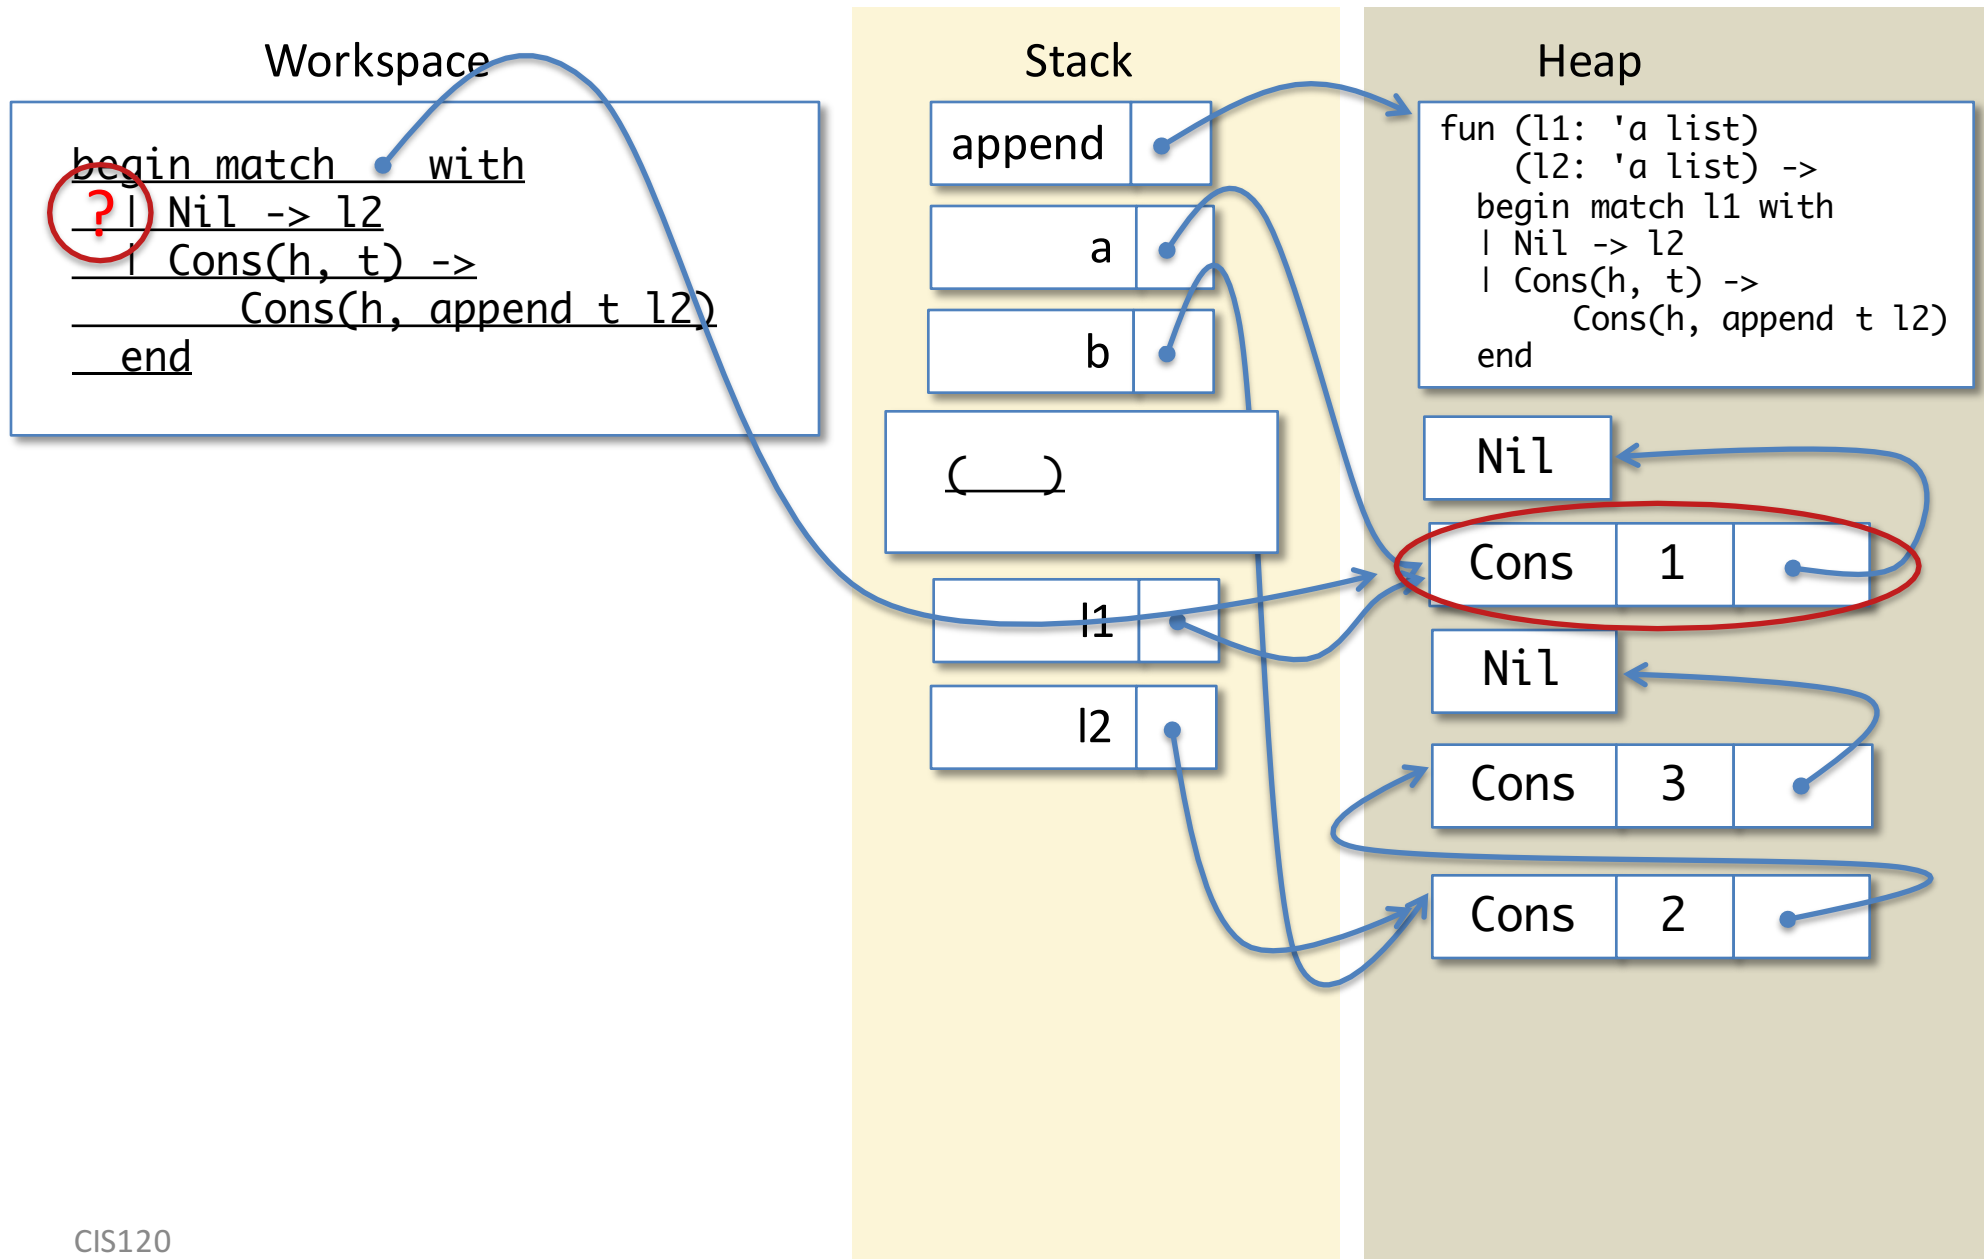 Workspace
begin match with
? | Nil -> l2
| Cons(h, t) ->
Cons(h, append t l2)
end
Stack
append
a
b
( )
l1
l2
Heap
fun (l1: 'a list)
(l2: 'a list) ->
begin match l1 with
| Nil -> l2
| Cons(h, t) ->
Cons(h, append t l2)
end
Nil
Cons 1
Nil
Cons 3
Cons 2
CIS120